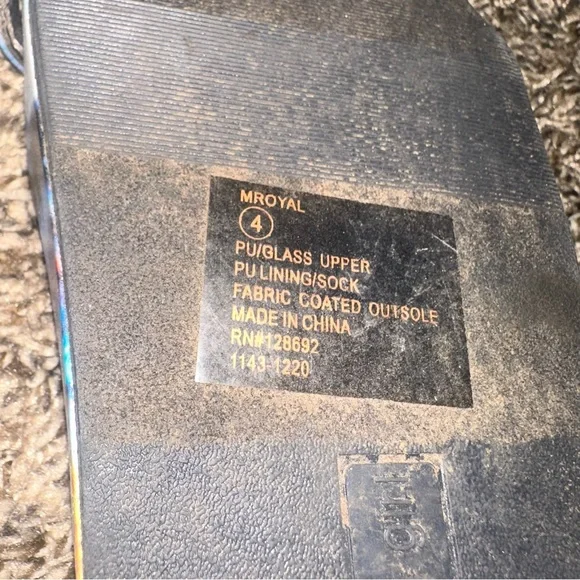 MROYAL
4
PU/GLASS UPPER
PU LINING/SOCK
FABRIC COATED OUTSOLE
MADE IN CHINA
RN#128692
1143-1220